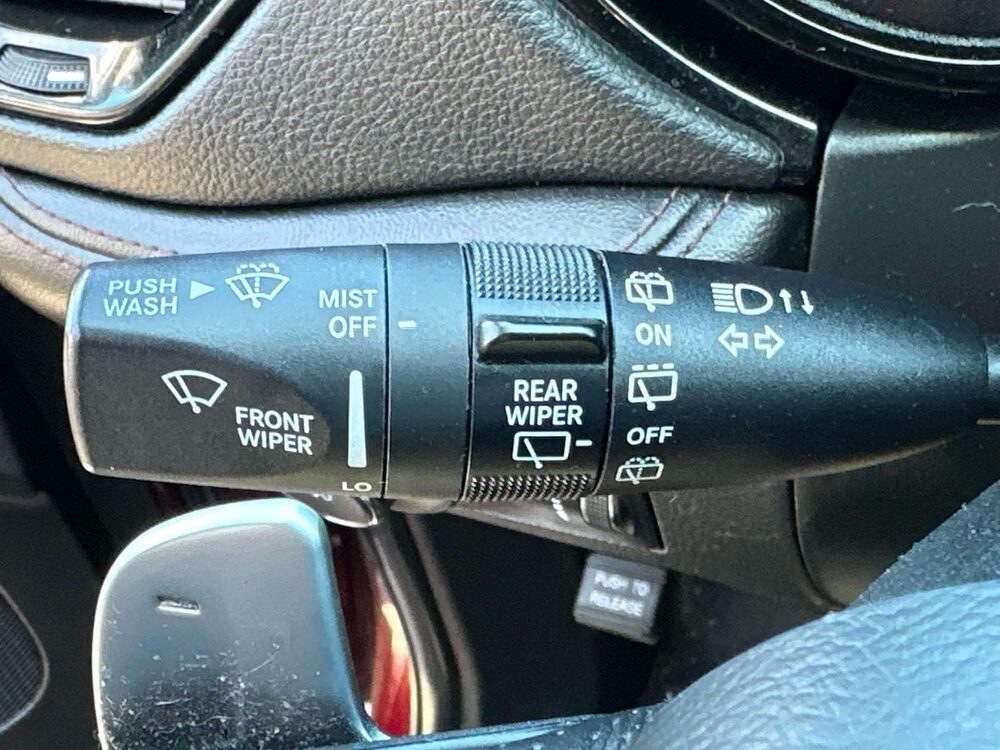 PUSH
WASH
MIST
OFF
FRONT
WIPER
LO
REAR
WIPER
ON
OFF
PUSH TO
RELEASE